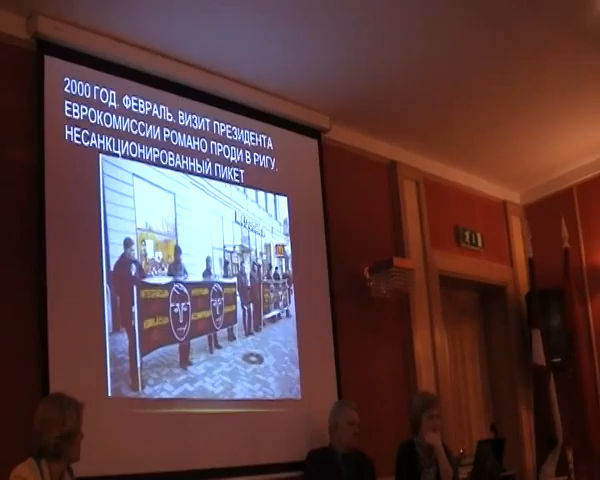 2000 ГОД. ФЕВРАЛЬ. ВИЗИТ ПРЕЗИДЕНТА
ЕВРОКОМИССИИ РОМАНО ПРОДИ В РИГУ.
НЕСАНКЦИОНИРОВАННЫЙ ПИКЕТ